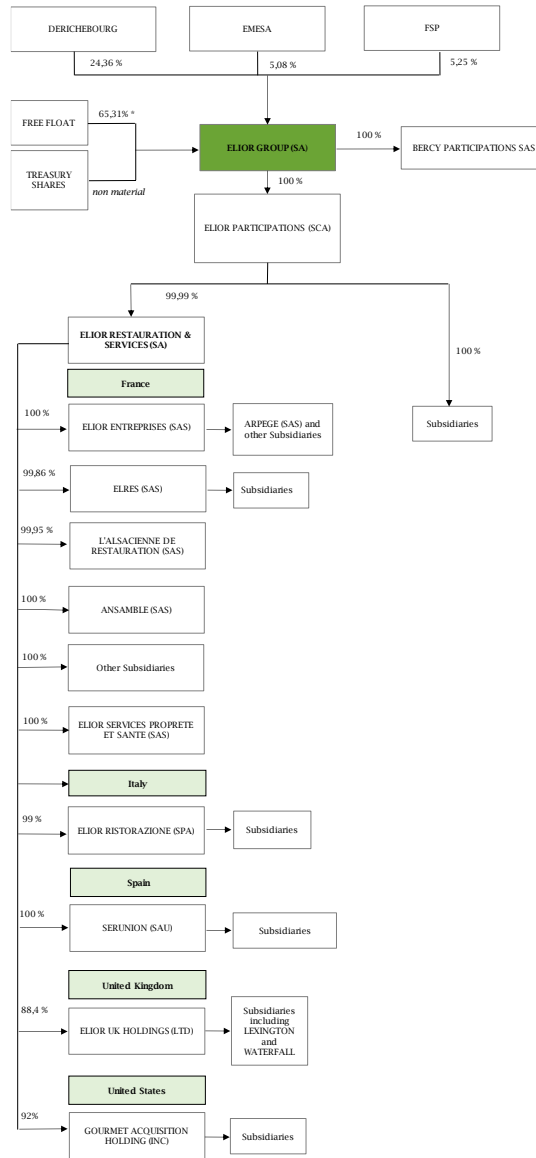 DERICHEBOURG
EMESA
FSP
24,36 %
5,08 %
5,25 %
FREE FLOAT
65,31% *
TREASURY
SHARES
non material
ELIOR GROUP (SA)
100 %
BERCY PARTICIPATIONS SAS
100 %
ELIOR PARTICIPATIONS (SCA)
99,99 %
100 %
ELIOR RESTAURATION &
SERVICES (SA)
Subsidiaries
France
100 %
ELIOR ENTREPRISES (SAS)
ARPEGE (SAS) and
other Subsidiaries
99,86 %
ELRES (SAS)
Subsidiaries
99,95 %
L'ALSACIENNE DE
RESTAURATION (SAS)
100 %
ANSAMBLE (SAS)
100 %
Other Subsidiaries
100 %
ELIOR SERVICES PROPRETE
ET SANTE (SAS)
Italy
99 %
ELIOR RISTORAZIONE (SPA)
Subsidiaries
Spain
100 %
SERUNION (SAU)
Subsidiaries
United Kingdom
88,4 %
ELIOR UK HOLDINGS (LTD)
Subsidiaries
including
LEXINGTON
and
WATERFALL
United States
92%
GOURMET ACQUISITION
HOLDING (INC)
Subsidiaries